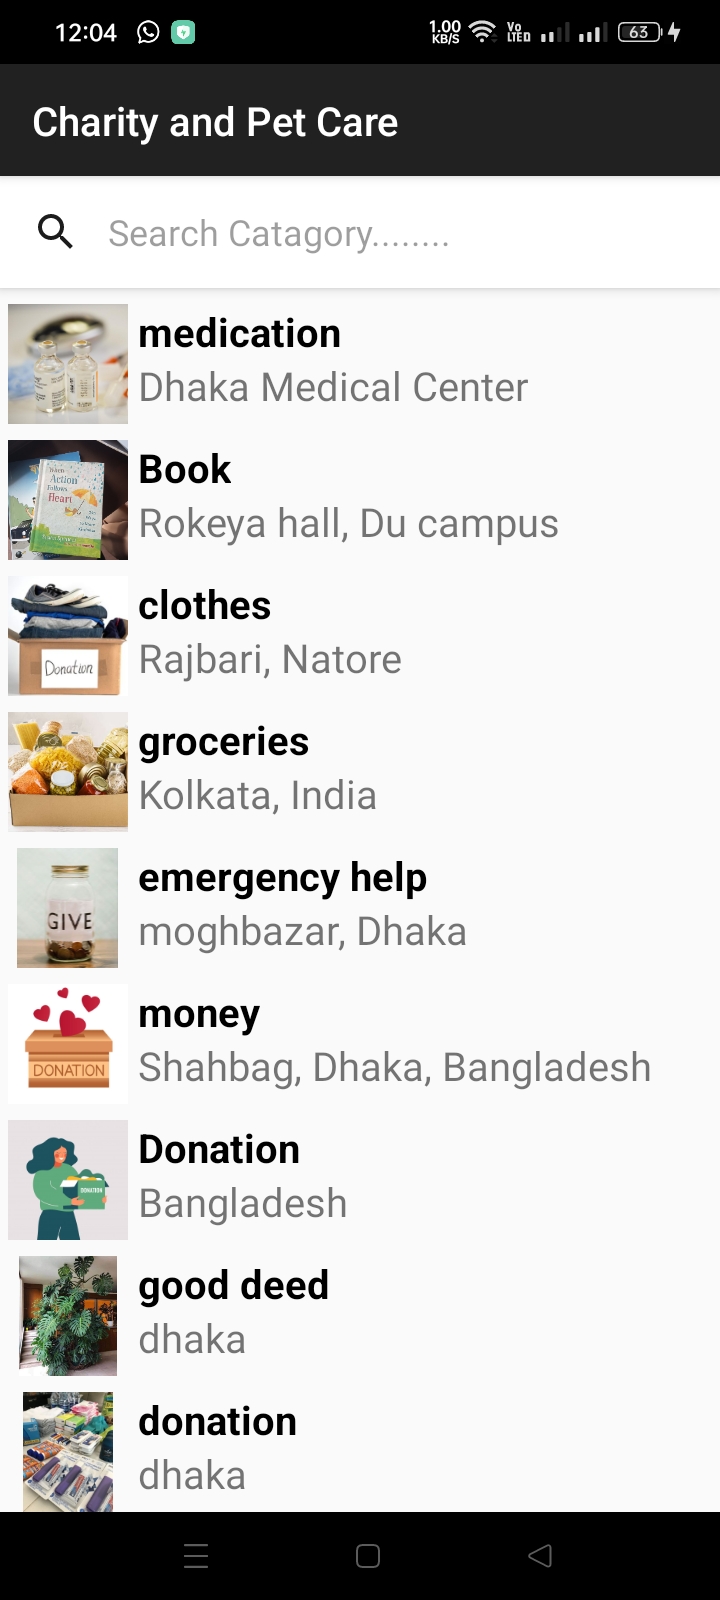 12:04 1.00 KB/S Vo LTED 63
Charity and Pet Care
Search Catagory........
medication
Dhaka Medical Center
When
Action
Follows
Heart
Book
Rokeya hall, Du campus
Donation
clothes
Rajbari, Natore
groceries
Kolkata, India
GIVE
emergency help
moghbazar, Dhaka
DONATION
money
Shahbag, Dhaka, Bangladesh
DONATION
Donation
Bangladesh
good deed
dhaka
donation
dhaka